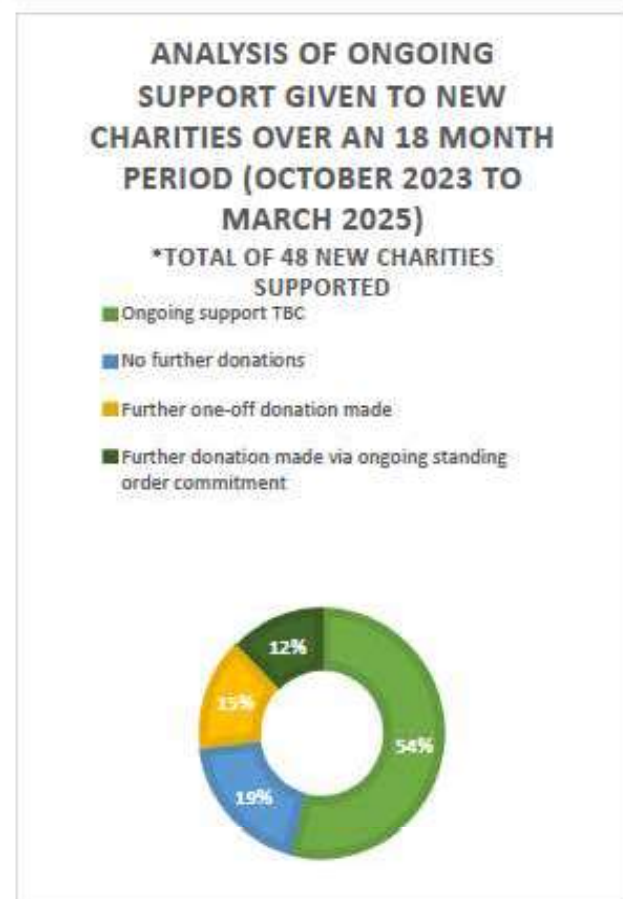 ANALYSIS OF ONGOING
SUPPORT GIVEN TO NEW
CHARITIES OVER AN 18 MONTH
PERIOD (OCTOBER 2023 TO
MARCH 2025)
*TOTAL OF 48 NEW CHARITIES
SUPPORTED
Ongoing support TBC
No further donations
Further one-off donation made
Further donation made via ongoing standing
order commitment
12%
15%
54%
19%